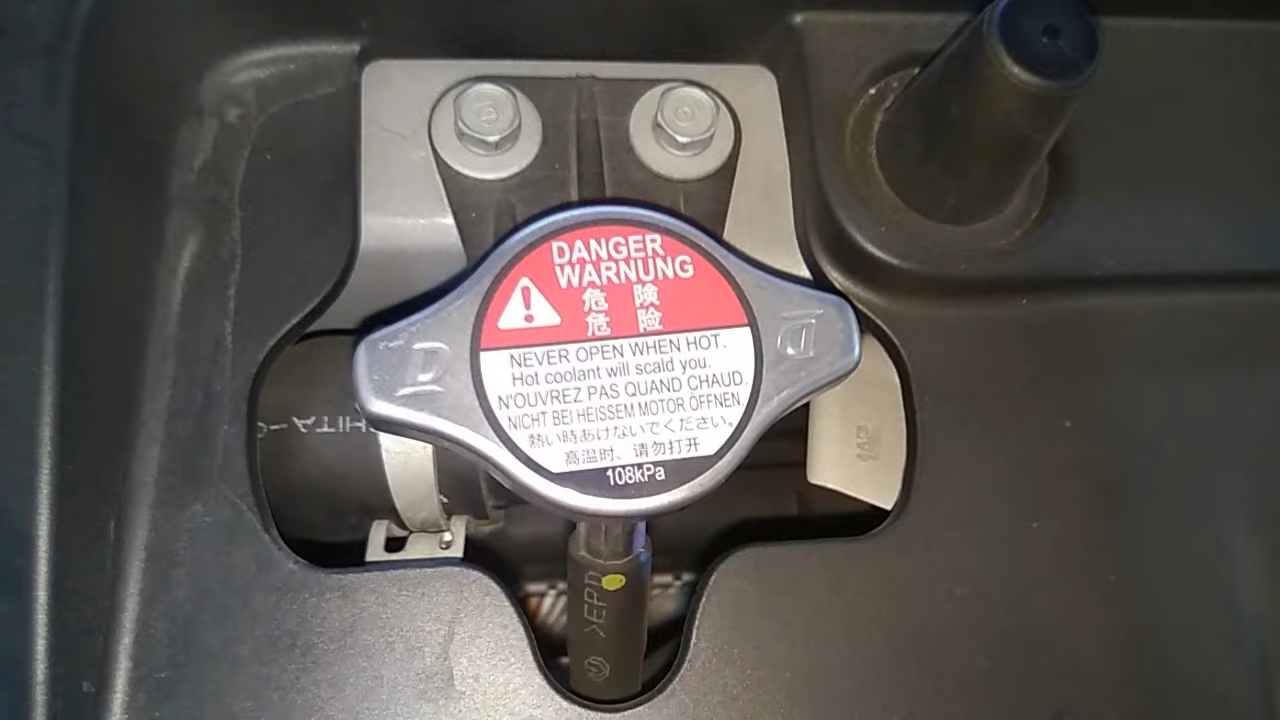 DANGER
WARNUNG
危 険
危 险
NEVER OPEN WHEN HOT.
Hot coolant will scald you.
N'OUVREZ PAS QUAND CHAUD.
NICHT BEI HEISSEM MOTOR ÖFFNEN.
熱い時あけないでください。
高温时、请勿打开
108kPa
D
D
HITA
>EPD